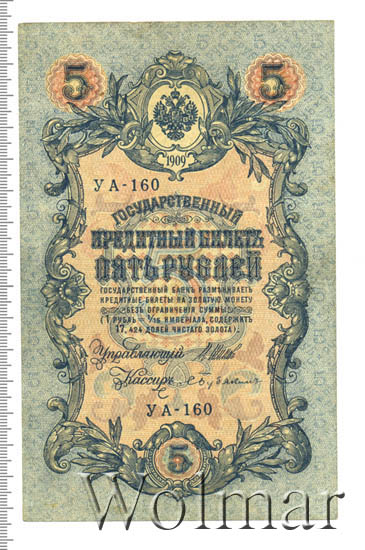 5 5
1909
УА-160
ГОСУДАРСТВЕННЫЙ
КРЕДИТНЫЙ БИЛЕТЪ
ПЯТЬ РУБЛЕЙ
ГОСУДАРСТВЕННЫЙ БАНКЪ РАЗМѢНИВАЕТЪ
КРЕДИТНЫЕ БИЛЕТЫ НА ЗОЛОТУЮ МОНЕТУ
БЕЗЪ ОГРАНИЧЕНІЯ СУММЫ
(1 РУБЛЬ = 1/15 ИМПЕРІАЛА, СОДЕРЖИТЪ
17,424 ДОЛЕЙ ЧИСТАГО ЗОЛОТА).
Управляющій
Кассиръ
УА-160
5
Wolmar